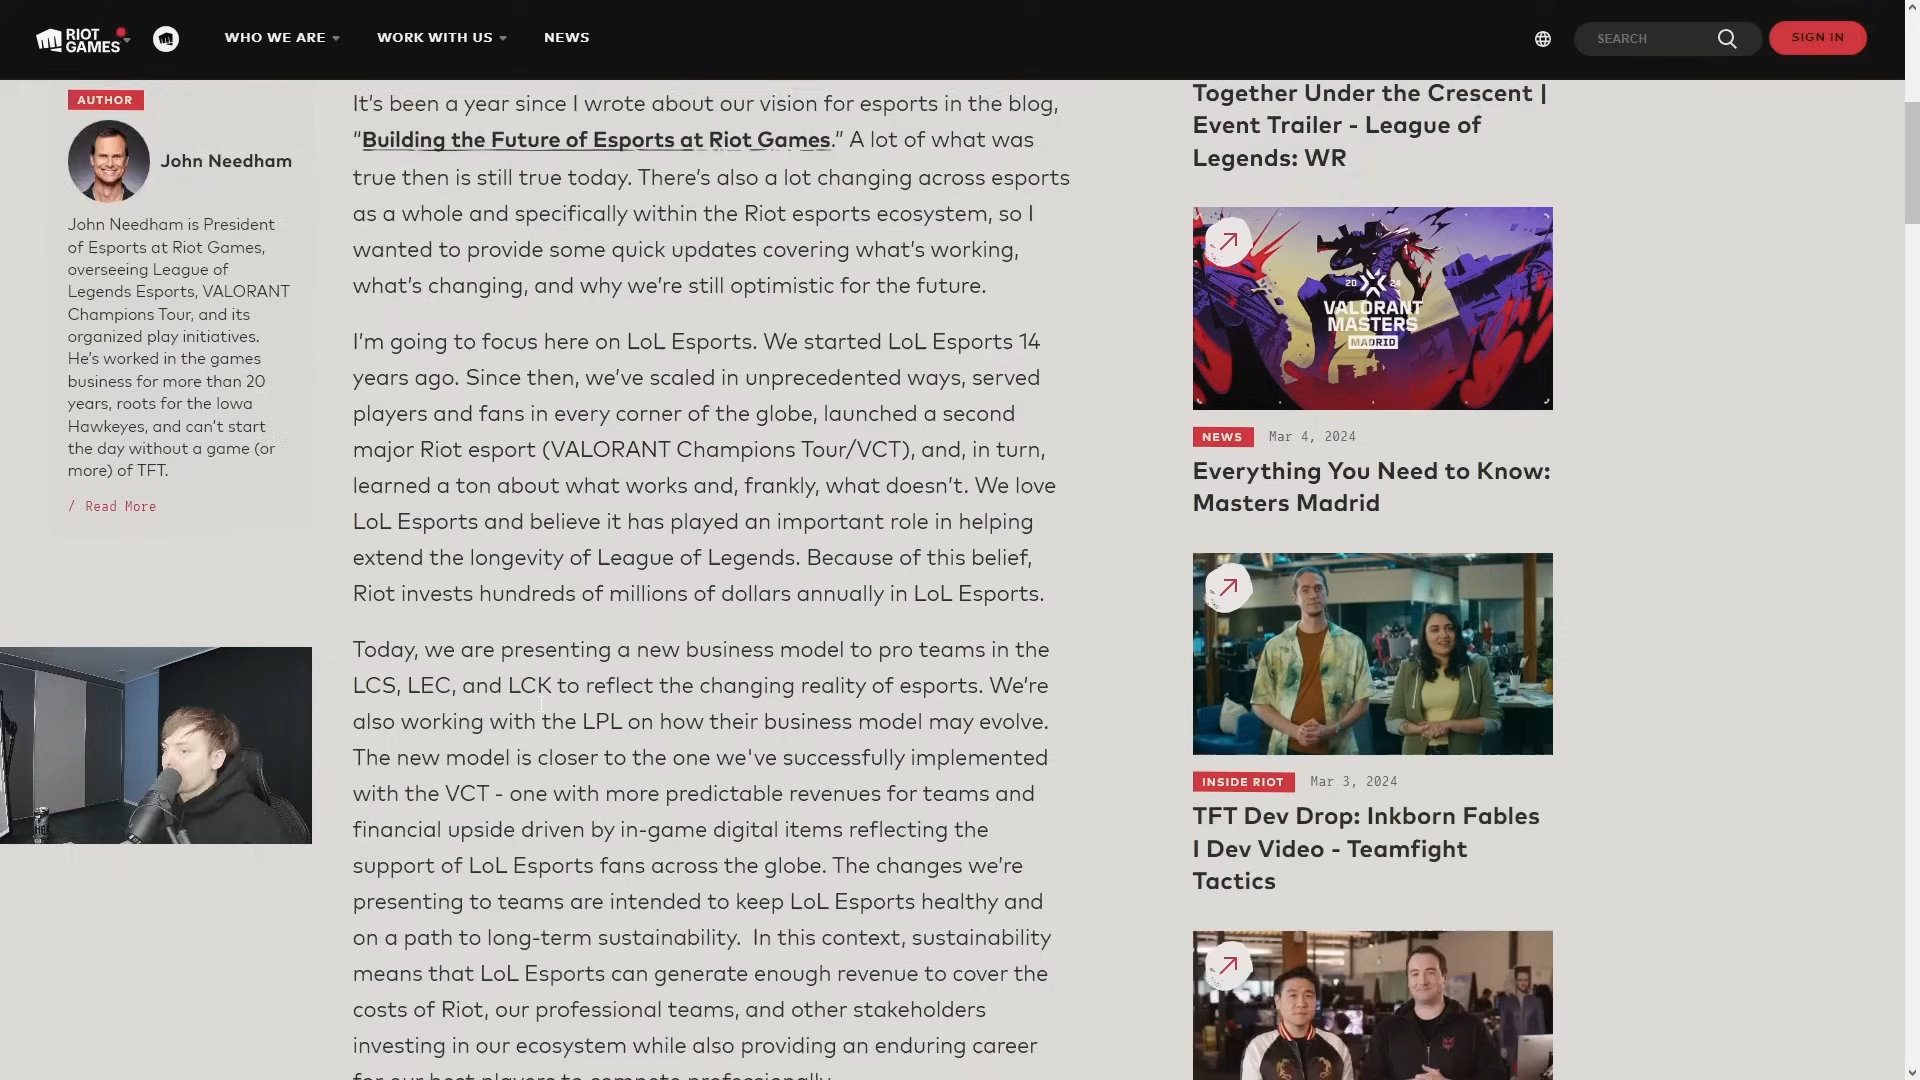 RIOT
GAMES
WHO WE ARE
WORK WITH US
NEWS
SEARCH
SIGN IN
AUTHOR
John Needham
John Needham is President
of Esports at Riot Games,
overseeing League of
Legends Esports, VALORANT
Champions Tour, and its
organized play initiatives.
He’s worked in the games
business for more than 20
years, roots for the Iowa
Hawkeyes, and can’t start
the day without a game (or
more) of TFT.
/ Read More
It’s been a year since I wrote about our vision for esports in the blog,
“Building the Future of Esports at Riot Games.” A lot of what was
true then is still true today. There’s also a lot changing across esports
as a whole and specifically within the Riot esports ecosystem, so I
wanted to provide some quick updates covering what’s working,
what’s changing, and why we’re still optimistic for the future.
I’m going to focus here on LoL Esports. We started LoL Esports 14
years ago. Since then, we’ve scaled in unprecedented ways, served
players and fans in every corner of the globe, launched a second
major Riot esport (VALORANT Champions Tour/VCT), and, in turn,
learned a ton about what works and, frankly, what doesn’t. We love
LoL Esports and believe it has played an important role in helping
extend the longevity of League of Legends. Because of this belief,
Riot invests hundreds of millions of dollars annually in LoL Esports.
Today, we are presenting a new business model to pro teams in the
LCS, LEC, and LCK to reflect the changing reality of esports. We’re
also working with the LPL on how their business model may evolve.
The new model is closer to the one we've successfully implemented
with the VCT - one with more predictable revenues for teams and
financial upside driven by in-game digital items reflecting the
support of LoL Esports fans across the globe. The changes we’re
presenting to teams are intended to keep LoL Esports healthy and
on a path to long-term sustainability.  In this context, sustainability
means that LoL Esports can generate enough revenue to cover the
costs of Riot, our professional teams, and other stakeholders
investing in our ecosystem while also providing an enduring career
for our best players to compete professionally.
Together Under the Crescent |
Event Trailer - League of
Legends: WR
20 24
VALORANT
MASTERS
MADRID
NEWS Mar 4, 2024
Everything You Need to Know:
Masters Madrid
INSIDE RIOT Mar 3, 2024
TFT Dev Drop: Inkborn Fables
I Dev Video - Teamfight
Tactics